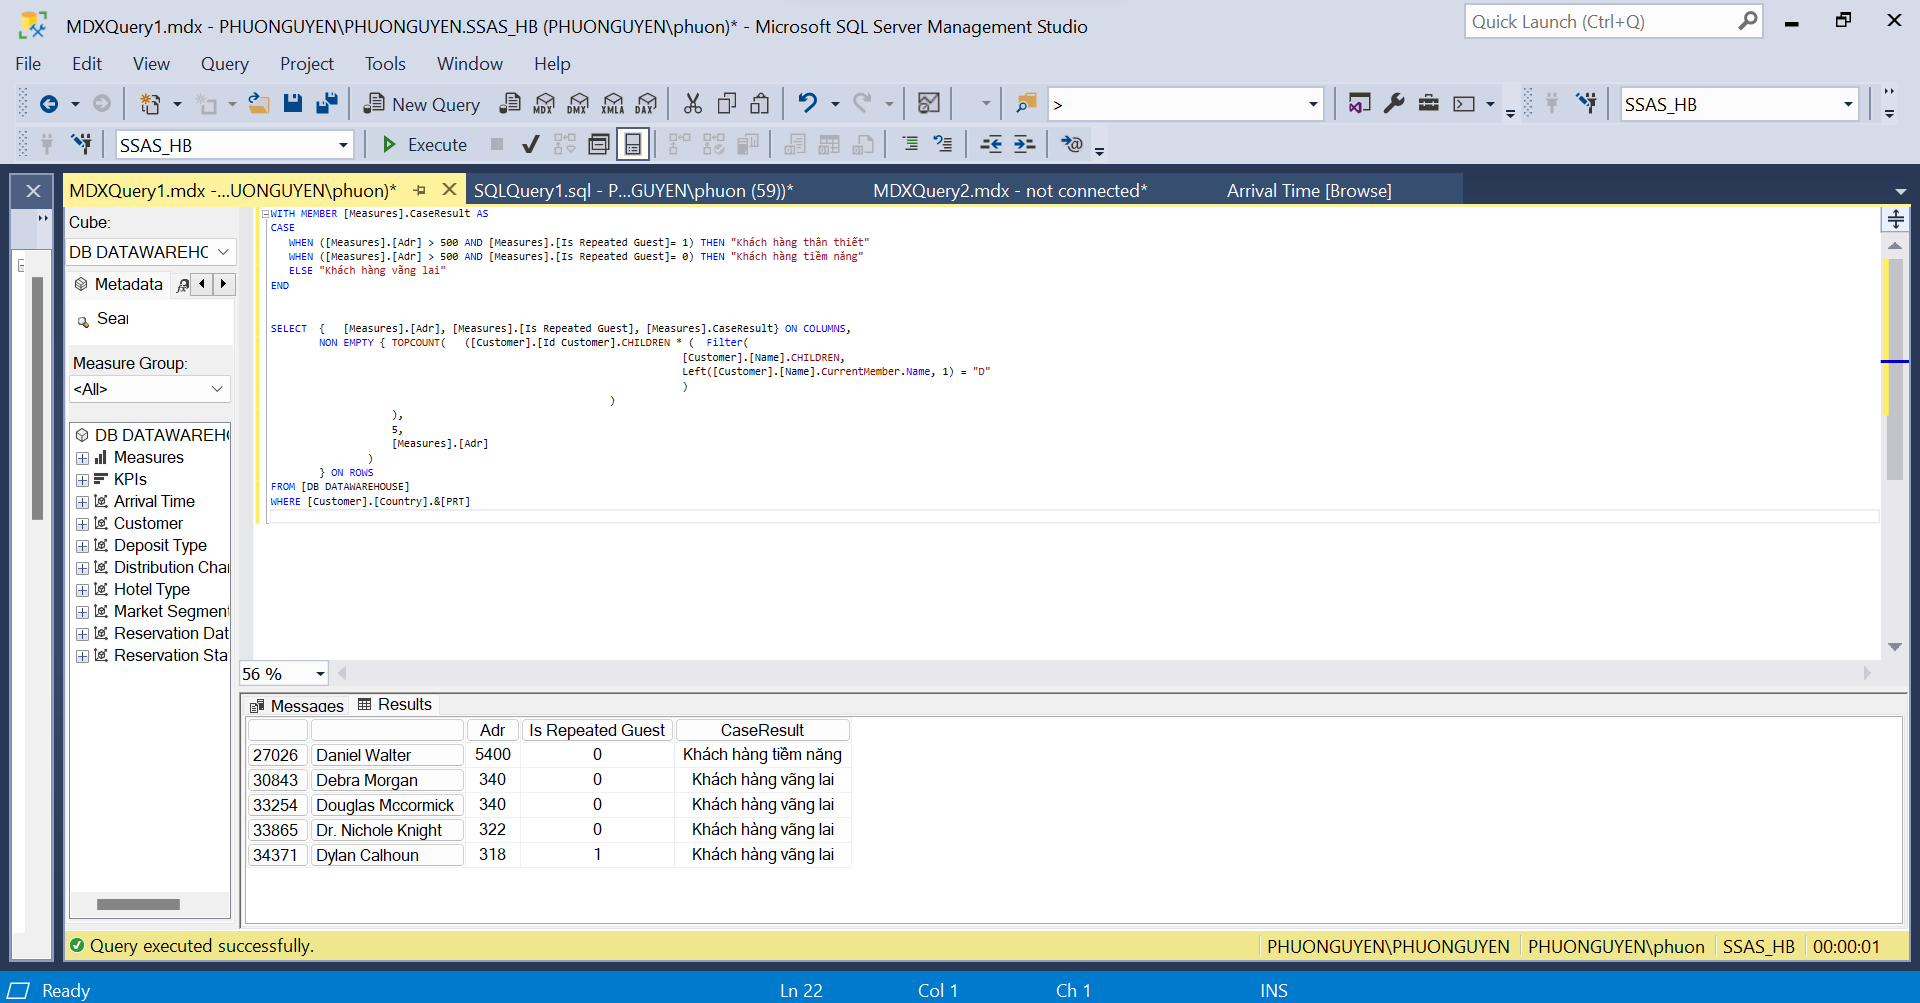 MDXQuery1.mdx - PHUONGUYEN\PHUONGUYEN.SSAS_HB (PHUONGUYEN\phuon)* - Microsoft SQL Server Management Studio
Quick Launch (Ctrl+Q)
File Edit View Query Project Tools Window Help
New Query MDX DMX XMLA DAX > SSAS_HB
SSAS_HB Execute
MDXQuery1.mdx -...UONGUYEN\phuon)* SQLQuery1.sql - P...GUYEN\phuon (59))* MDXQuery2.mdx - not connected* Arrival Time [Browse]
Cube:
DB DATAWAREHC
Metadata
Sear
Measure Group:
<All>
DB DATAWAREH
Measures
KPIs
Arrival Time
Customer
Deposit Type
Distribution Cha
Hotel Type
Market Segment
Reservation Dat
Reservation Sta
WITH MEMBER [Measures].CaseResult AS
CASE
WHEN ([Measures].[Adr] > 500 AND [Measures].[Is Repeated Guest]= 1) THEN "Khách hàng thân thiết"
WHEN ([Measures].[Adr] > 500 AND [Measures].[Is Repeated Guest]= 0) THEN "Khách hàng tiềm năng"
ELSE "Khách hàng vãng lai"
END
SELECT { [Measures].[Adr], [Measures].[Is Repeated Guest], [Measures].CaseResult} ON COLUMNS,
NON EMPTY { TOPCOUNT( ([Customer].[Id Customer].CHILDREN * ( Filter(
[Customer].[Name].CHILDREN,
Left([Customer].[Name].CurrentMember.Name, 1) = "D"
)
)
),
5,
[Measures].[Adr]
)
} ON ROWS
FROM [DB DATAWAREHOUSE]
WHERE [Customer].[Country].&[PRT]
56 %
Messages Results
Adr Is Repeated Guest CaseResult
27026 Daniel Walter 5400 0 Khách hàng tiềm năng
30843 Debra Morgan 340 0 Khách hàng vãng lai
33254 Douglas Mccormick 340 0 Khách hàng vãng lai
33865 Dr. Nichole Knight 322 0 Khách hàng vãng lai
34371 Dylan Calhoun 318 1 Khách hàng vãng lai
Query executed successfully. PHUONGUYEN\PHUONGUYEN PHUONGUYEN\phuon SSAS_HB 00:00:01
Ready Ln 22 Col 1 Ch 1 INS